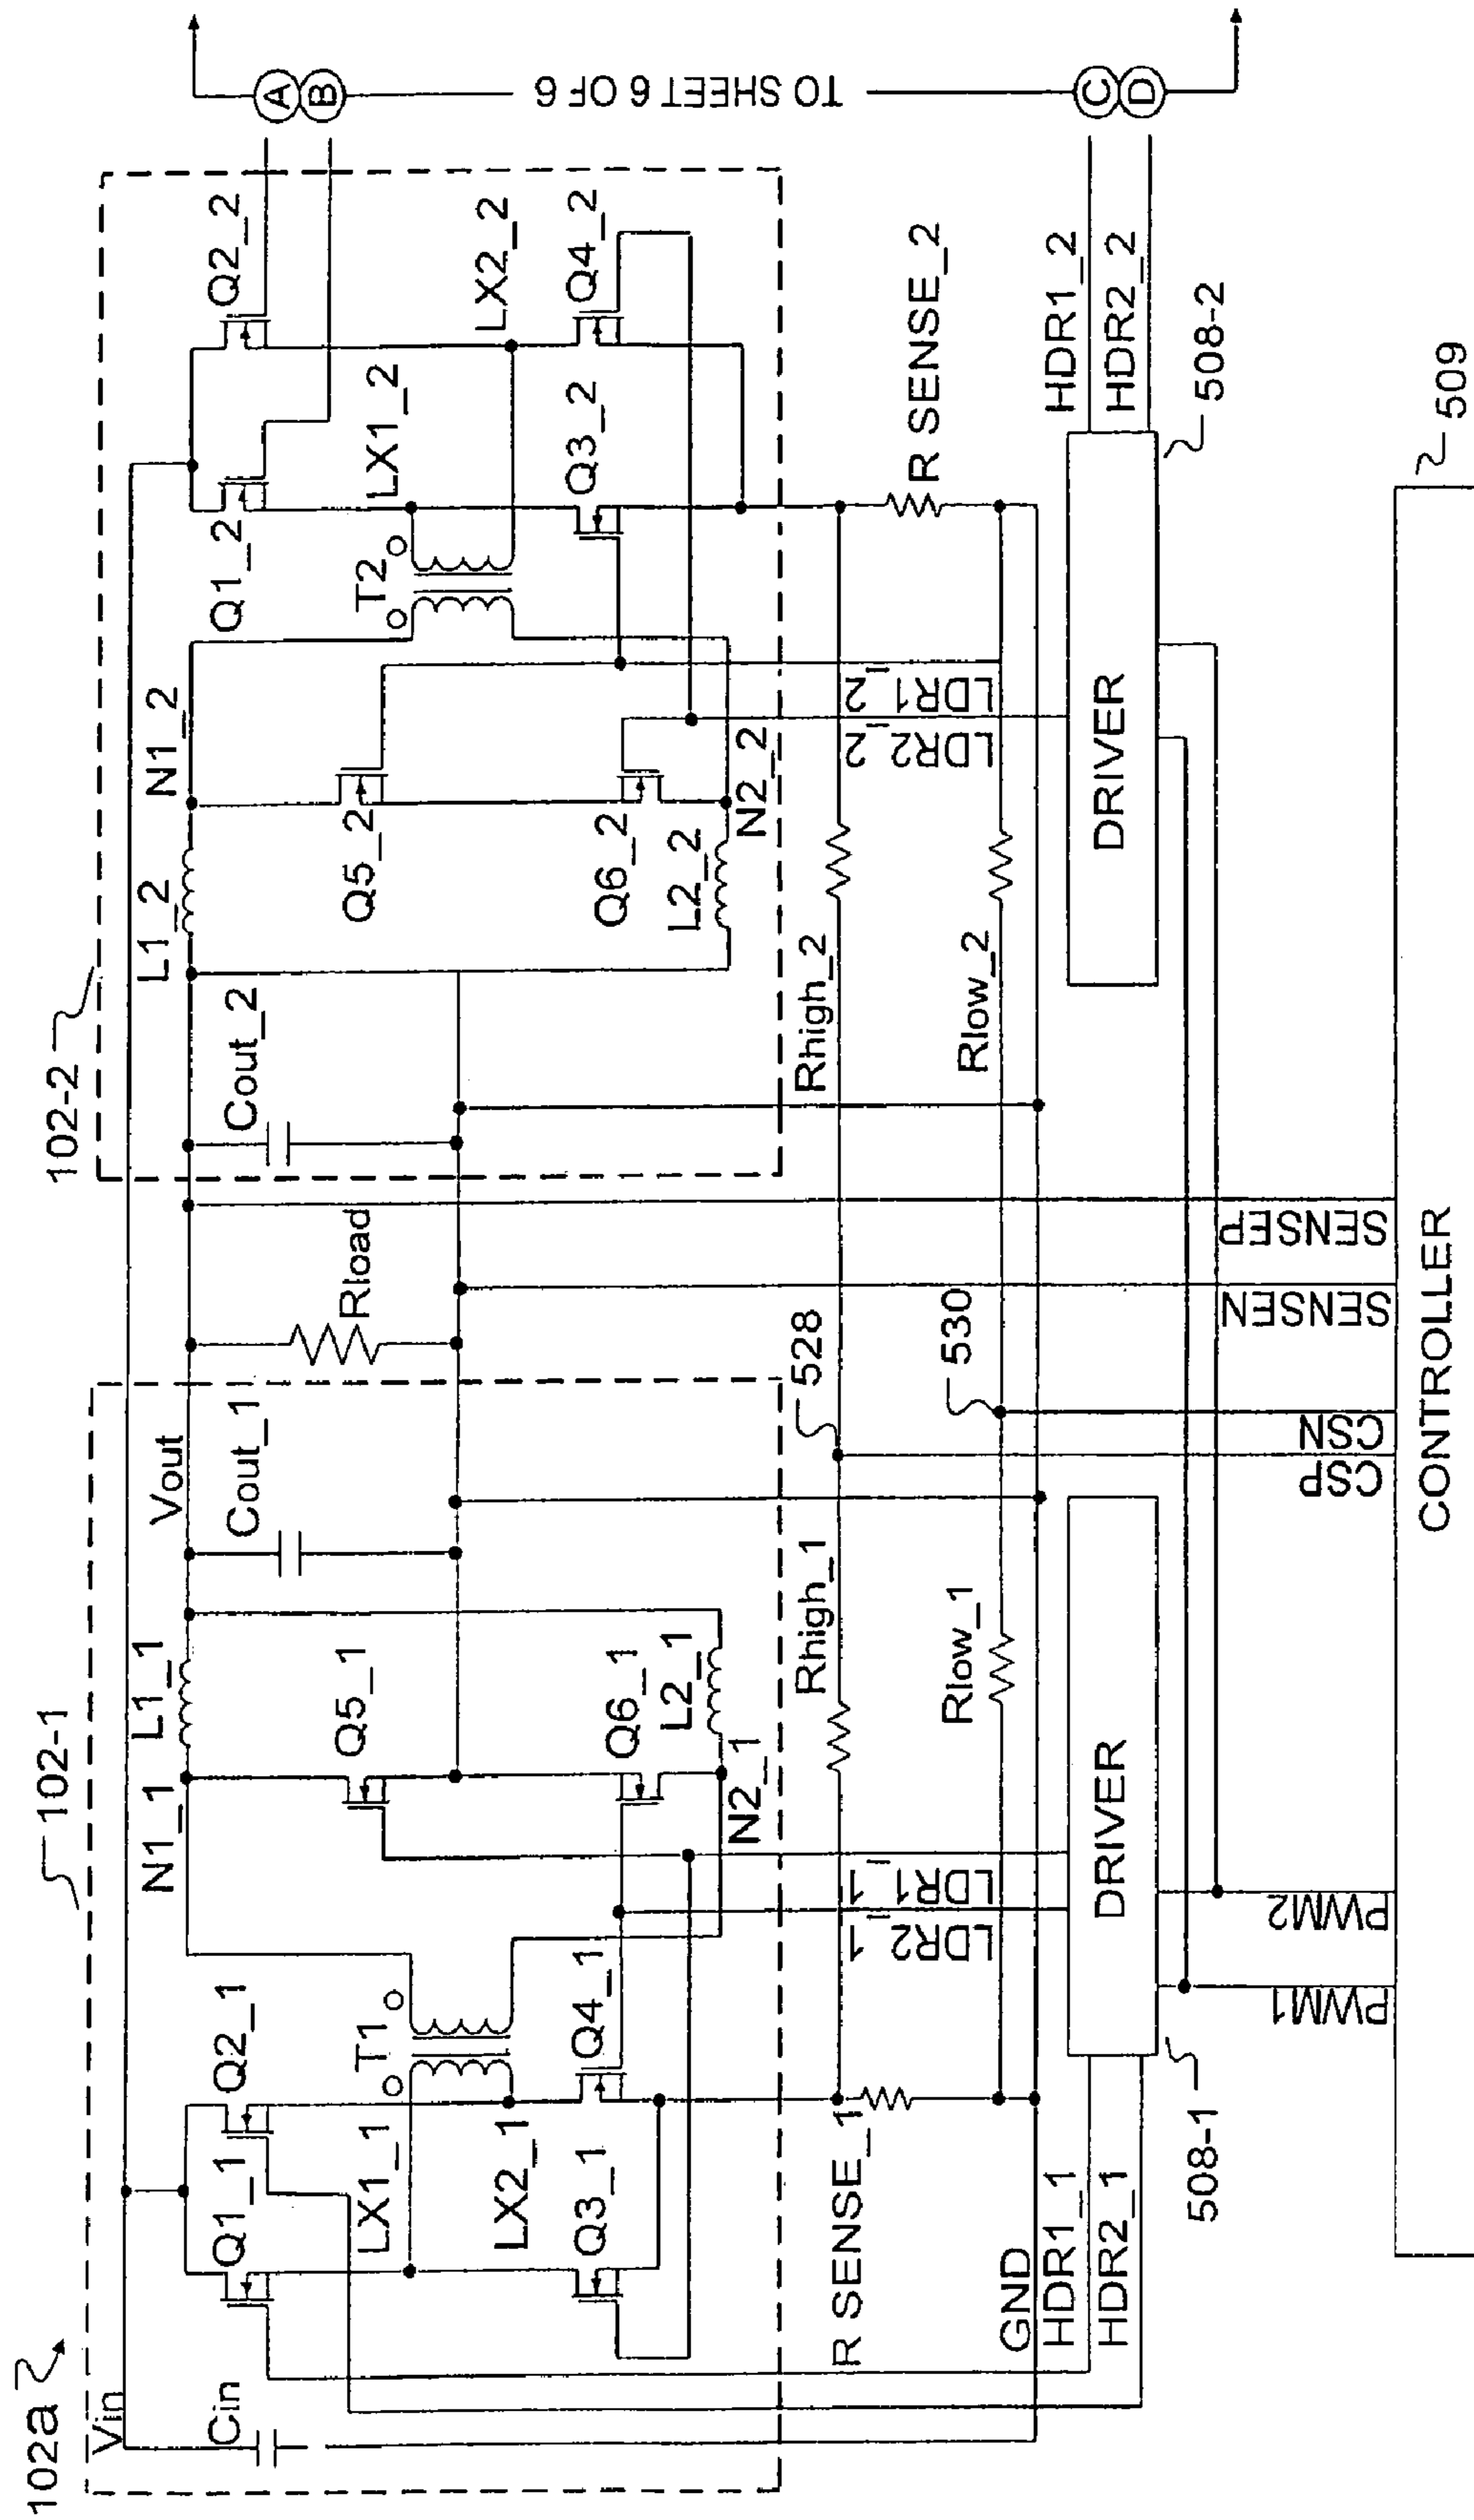 102a
Vin
Cin
102-1
Q1_1
Q2_1
LX1_1
LX2_1
T1
Q3_1
Q4_1
N1_1
L1_1
Q5_1
Q6_1
L2_1
N2_1
Vout
Cout_1
Rload
102-2
Cout_2
L1_2
N1_2
Q5_2
Q6_2
L2_2
N2_2
T2
Q1_2
Q2_2
LX1_2
LX2_2
Q3_2
Q4_2
A
B
TO SHEET 6 OF 6
C
D
R SENSE_1
GND
HDR1_1
HDR2_1
LDR2_1
LDR1_1
Rhigh_1
Rlow_1
528
530
Rhigh_2
Rlow_2
LDR2_2
LDR1_2
R SENSE_2
HDR1_2
HDR2_2
508-1
DRIVER
DRIVER
508-2
PWM1
PWM2
CSP
CSN
SENSEN
SENSEP
CONTROLLER
509